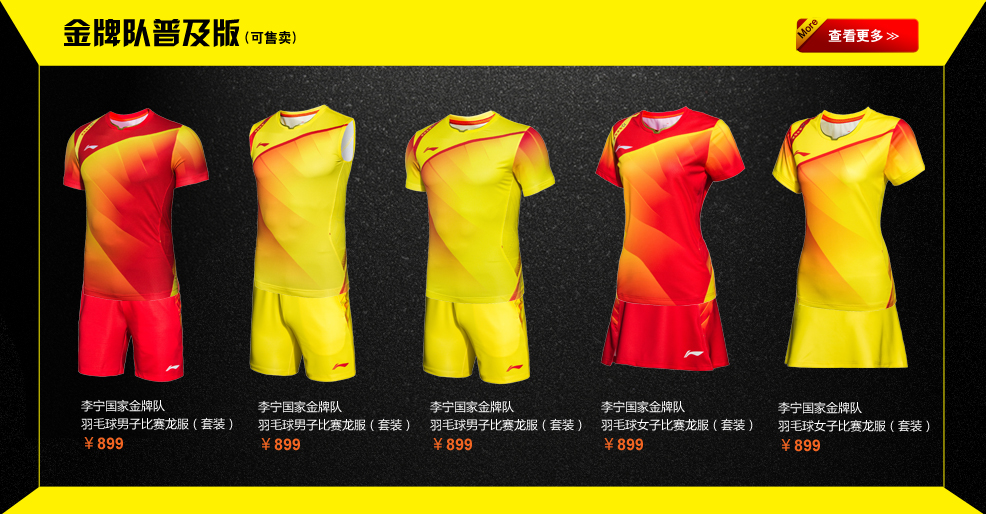 金牌队普及版(可售卖)
More
查看更多 >>
李宁国家金牌队
羽毛球男子比赛龙服（套装）
￥899
李宁国家金牌队
羽毛球男子比赛龙服（套装）
￥899
李宁国家金牌队
羽毛球男子比赛龙服（套装）
￥899
李宁国家金牌队
羽毛球女子比赛龙服（套装）
￥899
李宁国家金牌队
羽毛球女子比赛龙服（套装）
￥899